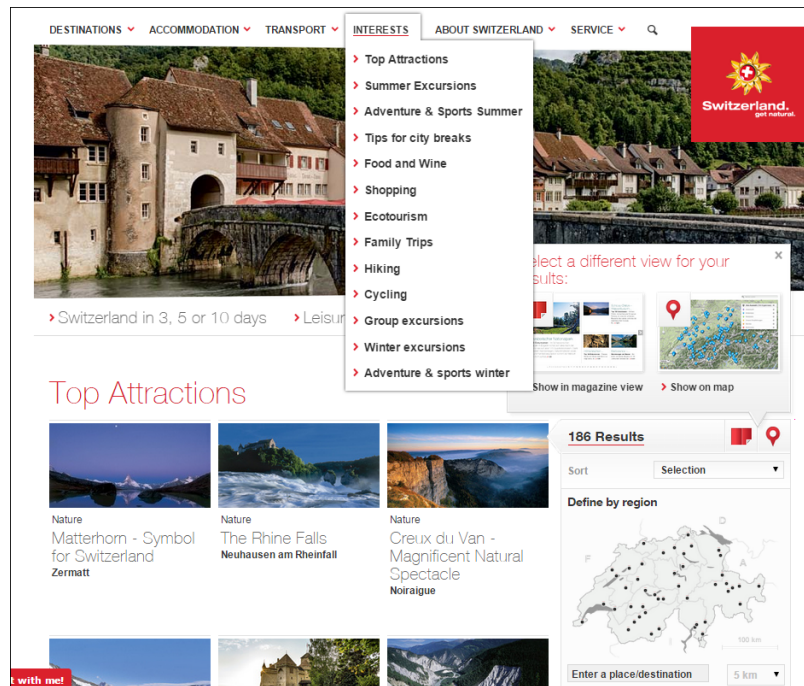 DESTINATIONS ACCOMMODATION TRANSPORT INTERESTS ABOUT SWITZERLAND SERVICE
Top Attractions
Summer Excursions
Adventure & Sports Summer
Tips for city breaks
Food and Wine
Shopping
Ecotourism
Family Trips
Hiking
Cycling
Group excursions
Winter excursions
Adventure & sports winter
Switzerland.
get natural.
elect a different view for your
sults:
x
Show in magazine view
Show on map
Switzerland in 3, 5 or 10 days
Leisur
Top Attractions
Nature
Matterhorn - Symbol
for Switzerland
Zermatt
Nature
The Rhine Falls
Neuhausen am Rheinfall
Nature
Creux du Van -
Magnificent Natural
Spectacle
Noiraigue
186 Results
Sort Selection
Define by region
D
F
A
I
100 km
Enter a place/destination 5 km
t with me!